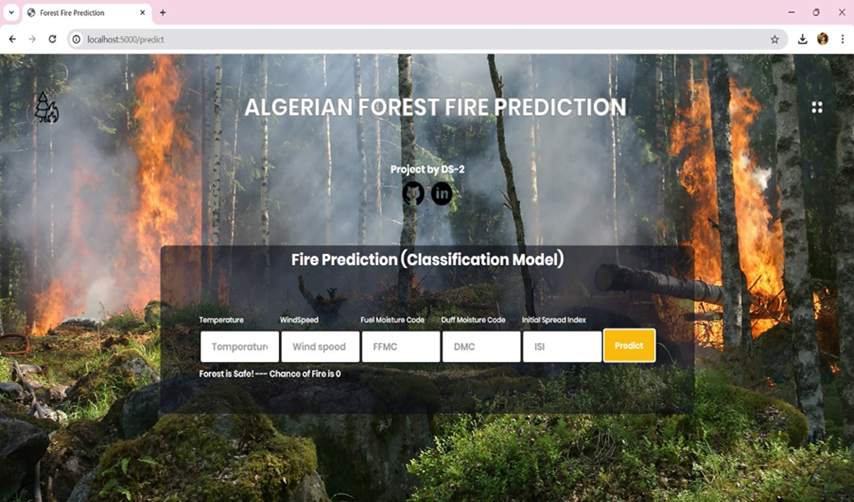 Forest Fire Prediction
localhost:5000/predict
ALGERIAN FOREST FIRE PREDICTION
Project by DS-2
in
Fire Prediction (Classification Model)
Temperature WindSpeed Fuel Moisture Code Duff Moisture Code Initial Spread Index
Temperatur Wind speed FFMC DMC ISI Predict
Forest is Safe! --- Chance of Fire is 0